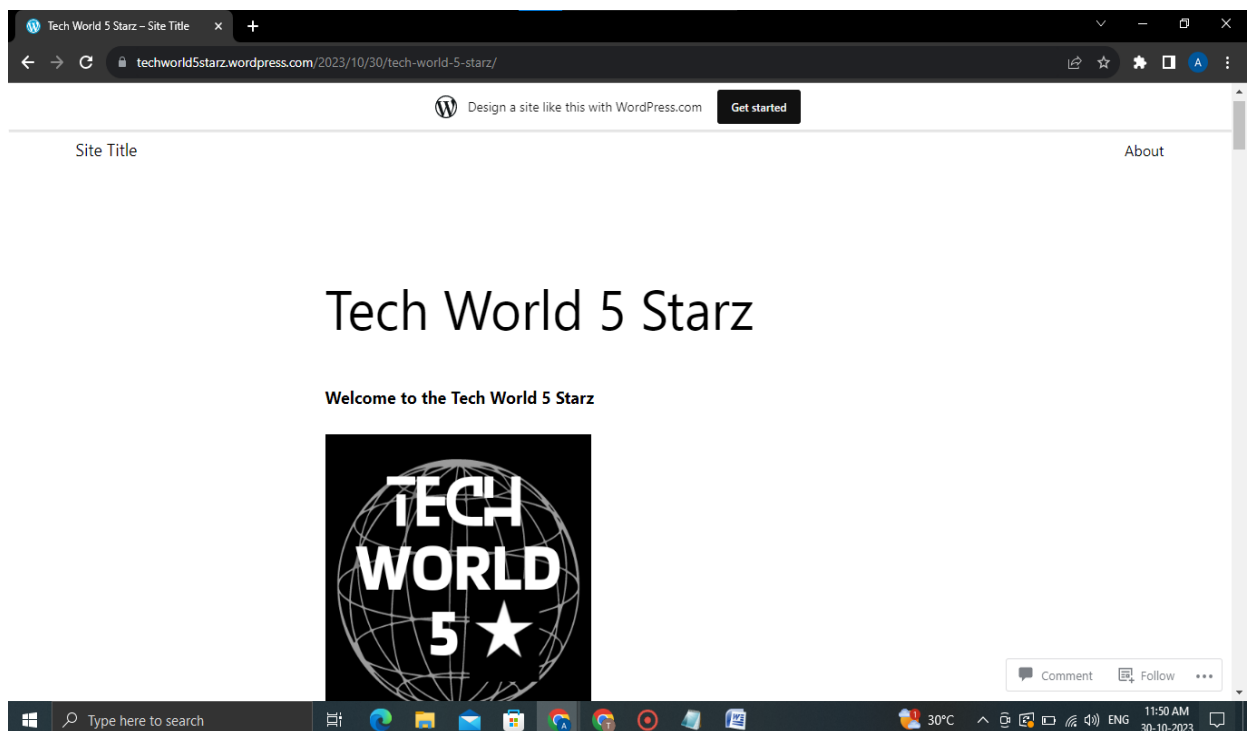 Tech World 5 Starz – Site Title
techworld5starz.wordpress.com/2023/10/30/tech-world-5-starz/
A
Design a site like this with WordPress.com Get started
Site Title About
Tech World 5 Starz
Welcome to the Tech World 5 Starz
TECH
WORLD
5
Comment Follow
Type here to search
30°C ENG 11:50 AM
30-10-2023